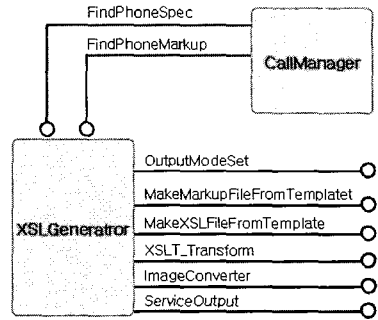 FindPhoneSpec
FindPhoneMarkup
CallManager
OutputModeSet
MakeMarkupFileFromTemplatet
MakeXSLFileFromTemplate
XSLGeneratror
XSLT_Transform
ImageConverter
ServiceOutput